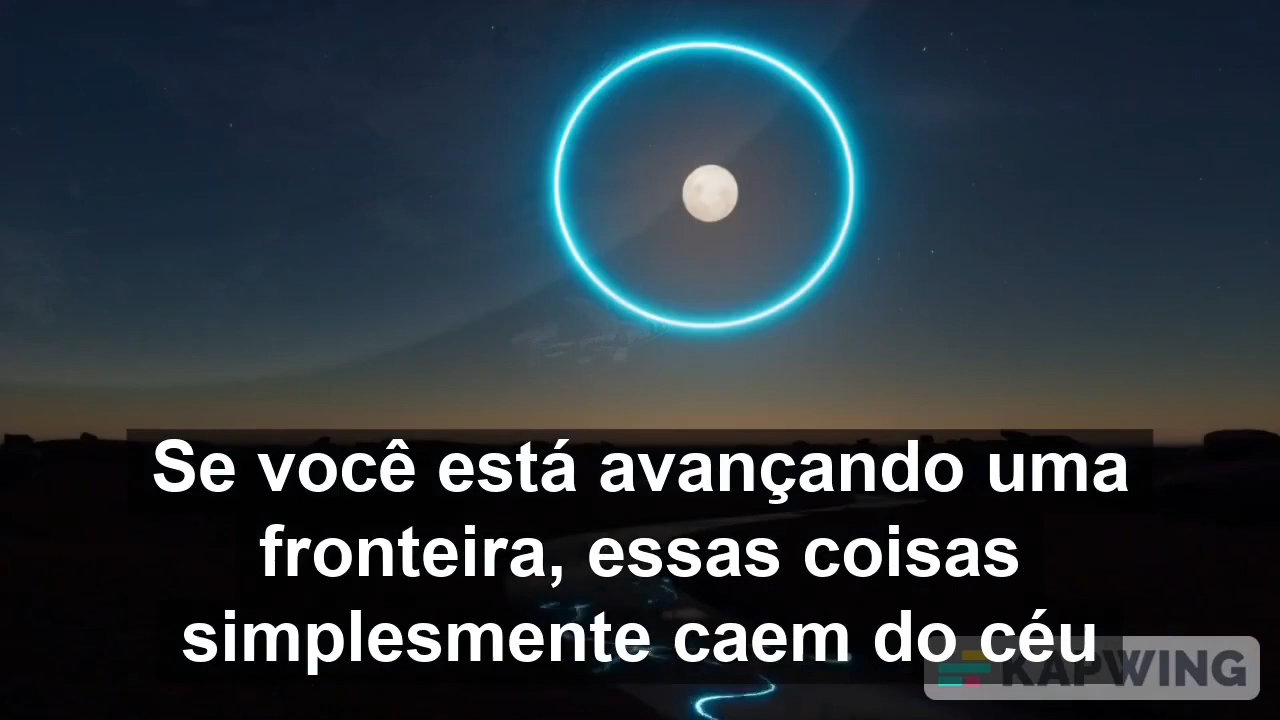 Se você está avançando uma
fronteira, essas coisas
simplesmente caem do céu
KAPWING